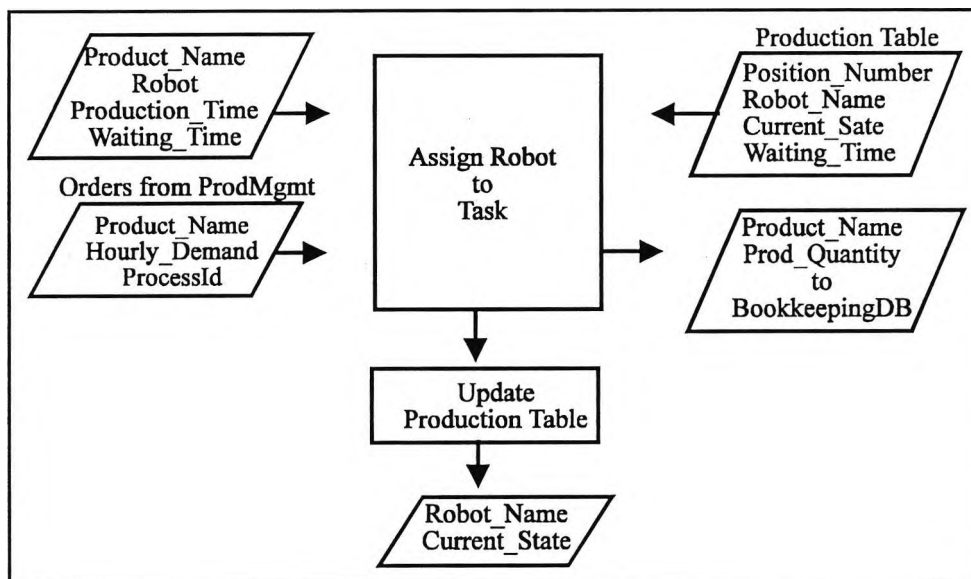 Product_Name
Robot
Production_Time
Waiting_Time
Orders from ProdMgmt
Product_Name
Hourly_Demand
ProcessId
Assign Robot
to
Task
Production Table
Position_Number
Robot_Name
Current_Sate
Waiting_Time
Product_Name
Prod_Quantity
to
BookkeepingDB
Update
Production Table
Robot_Name
Current_State